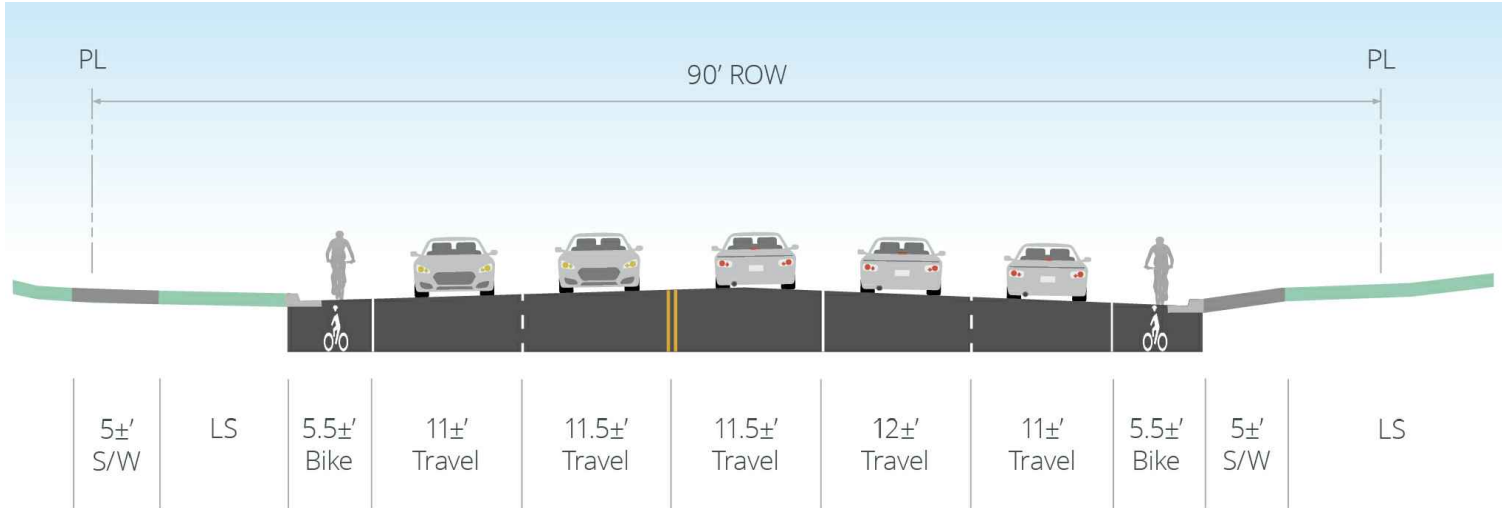 PL
90’ ROW
PL
5±’
S/W
LS
5.5±’
Bike
11±’
Travel
11.5±’
Travel
11.5±’
Travel
12±’
Travel
11±’
Travel
5.5±’
Bike
5±’
S/W
LS